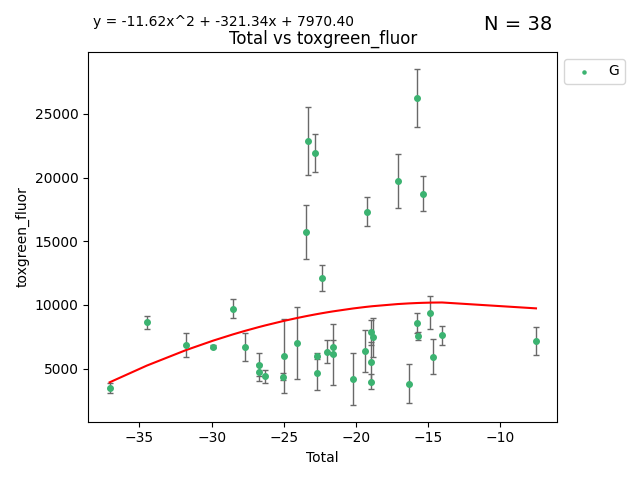 y = -11.62x^2 + -321.34x + 7970.40
N = 38
Total vs toxgreen_fluor
G
25000
20000
15000
10000
5000
toxgreen_fluor
−35 −30 −25 −20 −15 −10
Total